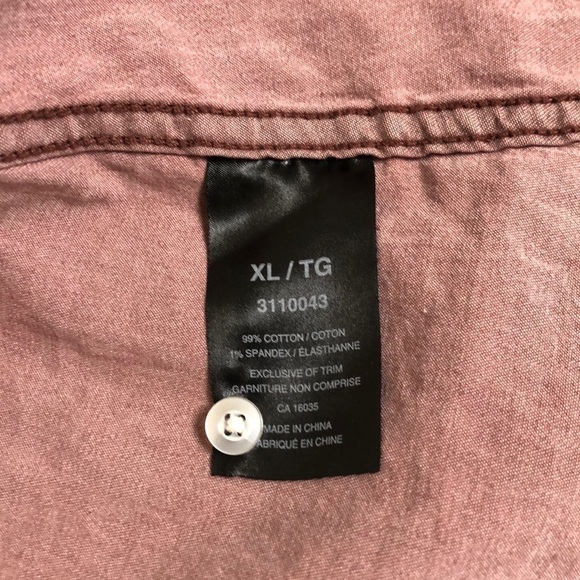 XL / TG
3110043
99% COTTON / COTON
1% SPANDEX / ÉLASTHANNE
EXCLUSIVE OF TRIM
GARNITURE NON COMPRISE
CA 16035
MADE IN CHINA
FABRIQUÉ EN CHINE